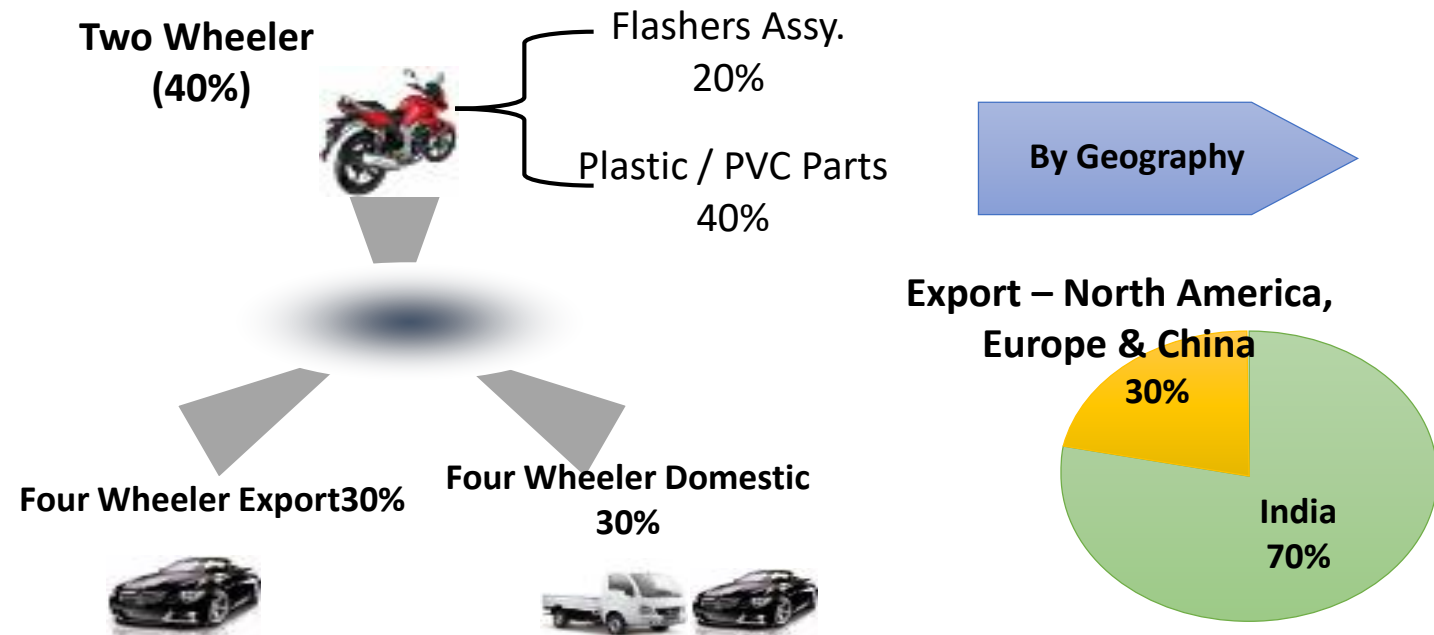 Two Wheeler
(40%)
Flashers Assy.
20%
Plastic / PVC Parts
40%
By Geography
Export – North America,
Europe & China
30%
India
70%
Four Wheeler Export30%
Four Wheeler Domestic
30%